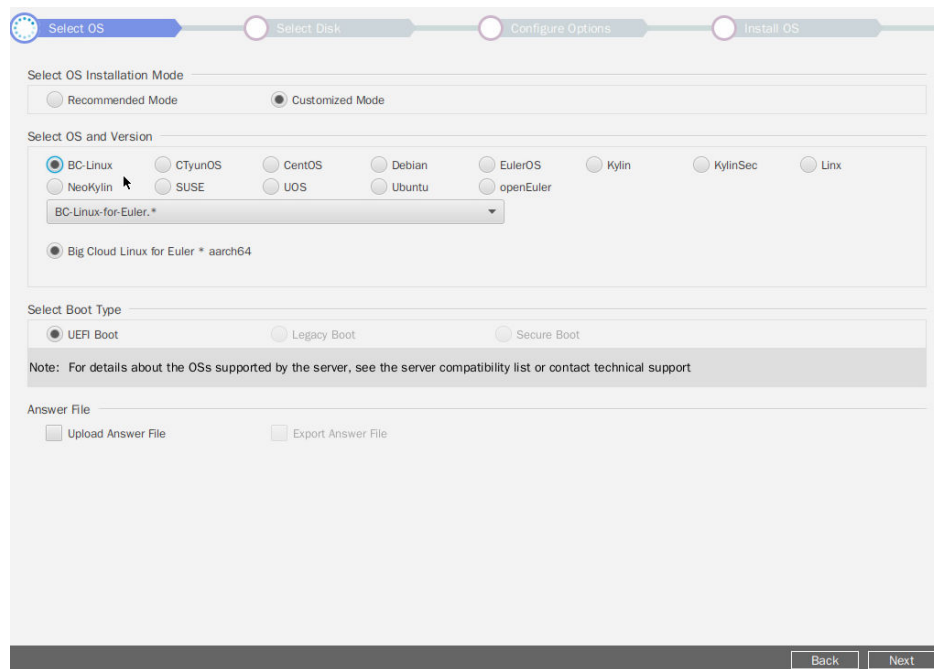 Select OS Select Disk Configure Options Install OS
Select OS Installation Mode
Recommended Mode Customized Mode
Select OS and Version
BC-Linux CTyunOS CentOS Debian EulerOS Kylin KylinSec Linx
NeoKylin SUSE UOS Ubuntu openEuler
BC-Linux-for-Euler.*
Big Cloud Linux for Euler * aarch64
Select Boot Type
UEFI Boot Legacy Boot Secure Boot
Note: For details about the OSs supported by the server, see the server compatibility list or contact technical support
Answer File
Upload Answer File Export Answer File
Back Next